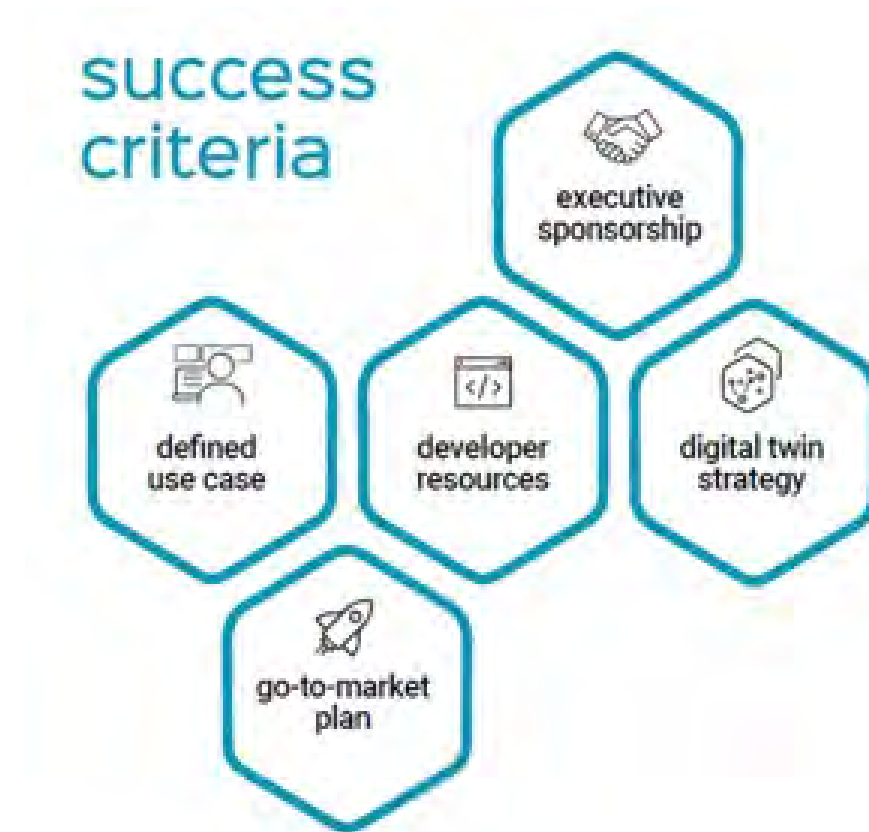 success
criteria
executive
sponsorship
defined
use case
developer
resources
digital twin
strategy
go-to-market
plan